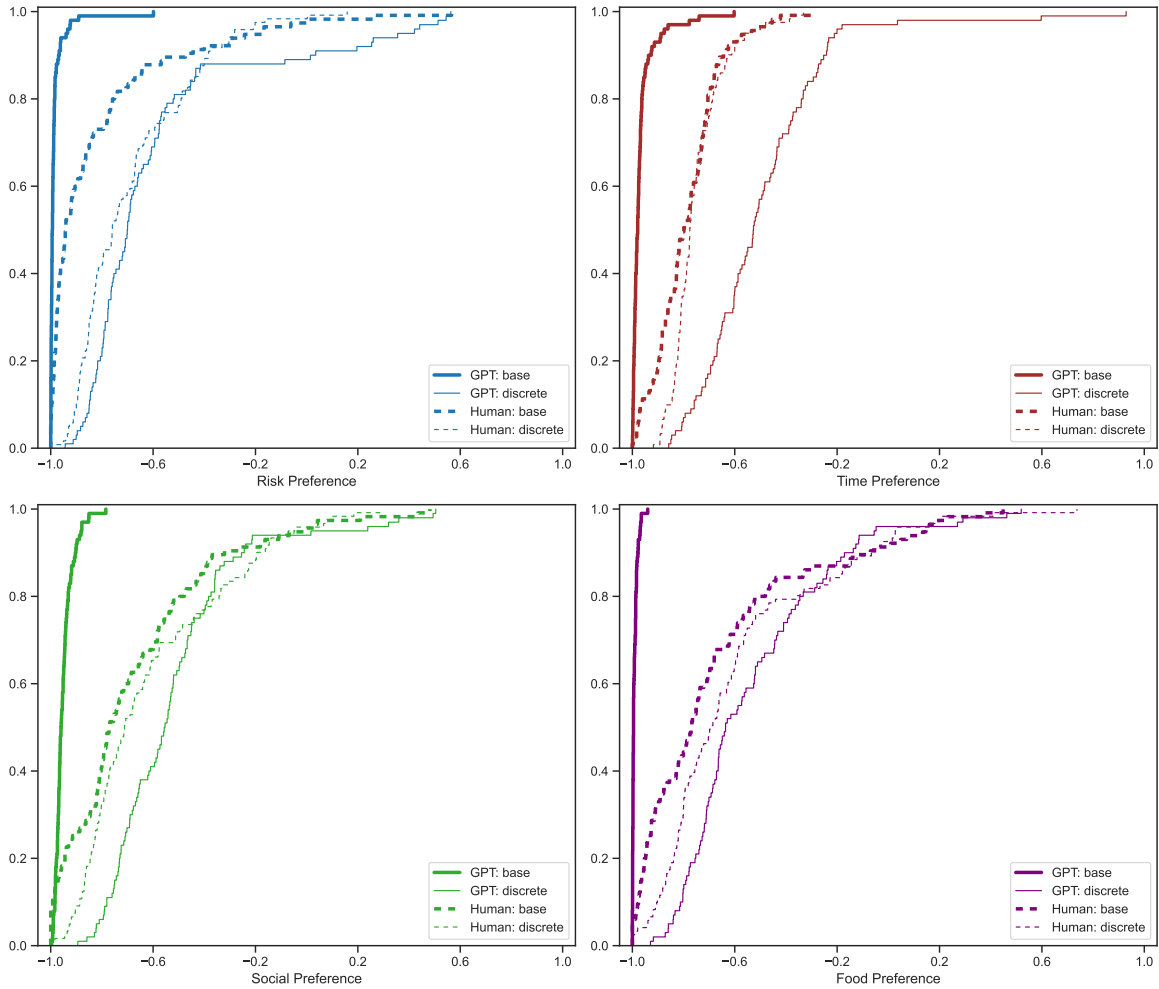 1.0
0.8
0.6
0.4
0.2
0.0
−1.0 −0.6 −0.2 0.2 0.6 1.0
Risk Preference
GPT: base
GPT: discrete
Human: base
Human: discrete
1.0
0.8
0.6
0.4
0.2
0.0
−1.0 −0.6 −0.2 0.2 0.6 1.0
Time Preference
GPT: base
GPT: discrete
Human: base
Human: discrete
1.0
0.8
0.6
0.4
0.2
0.0
−1.0 −0.6 −0.2 0.2 0.6 1.0
Social Preference
GPT: base
GPT: discrete
Human: base
Human: discrete
1.0
0.8
0.6
0.4
0.2
0.0
−1.0 −0.6 −0.2 0.2 0.6 1.0
Food Preference
GPT: base
GPT: discrete
Human: base
Human: discrete